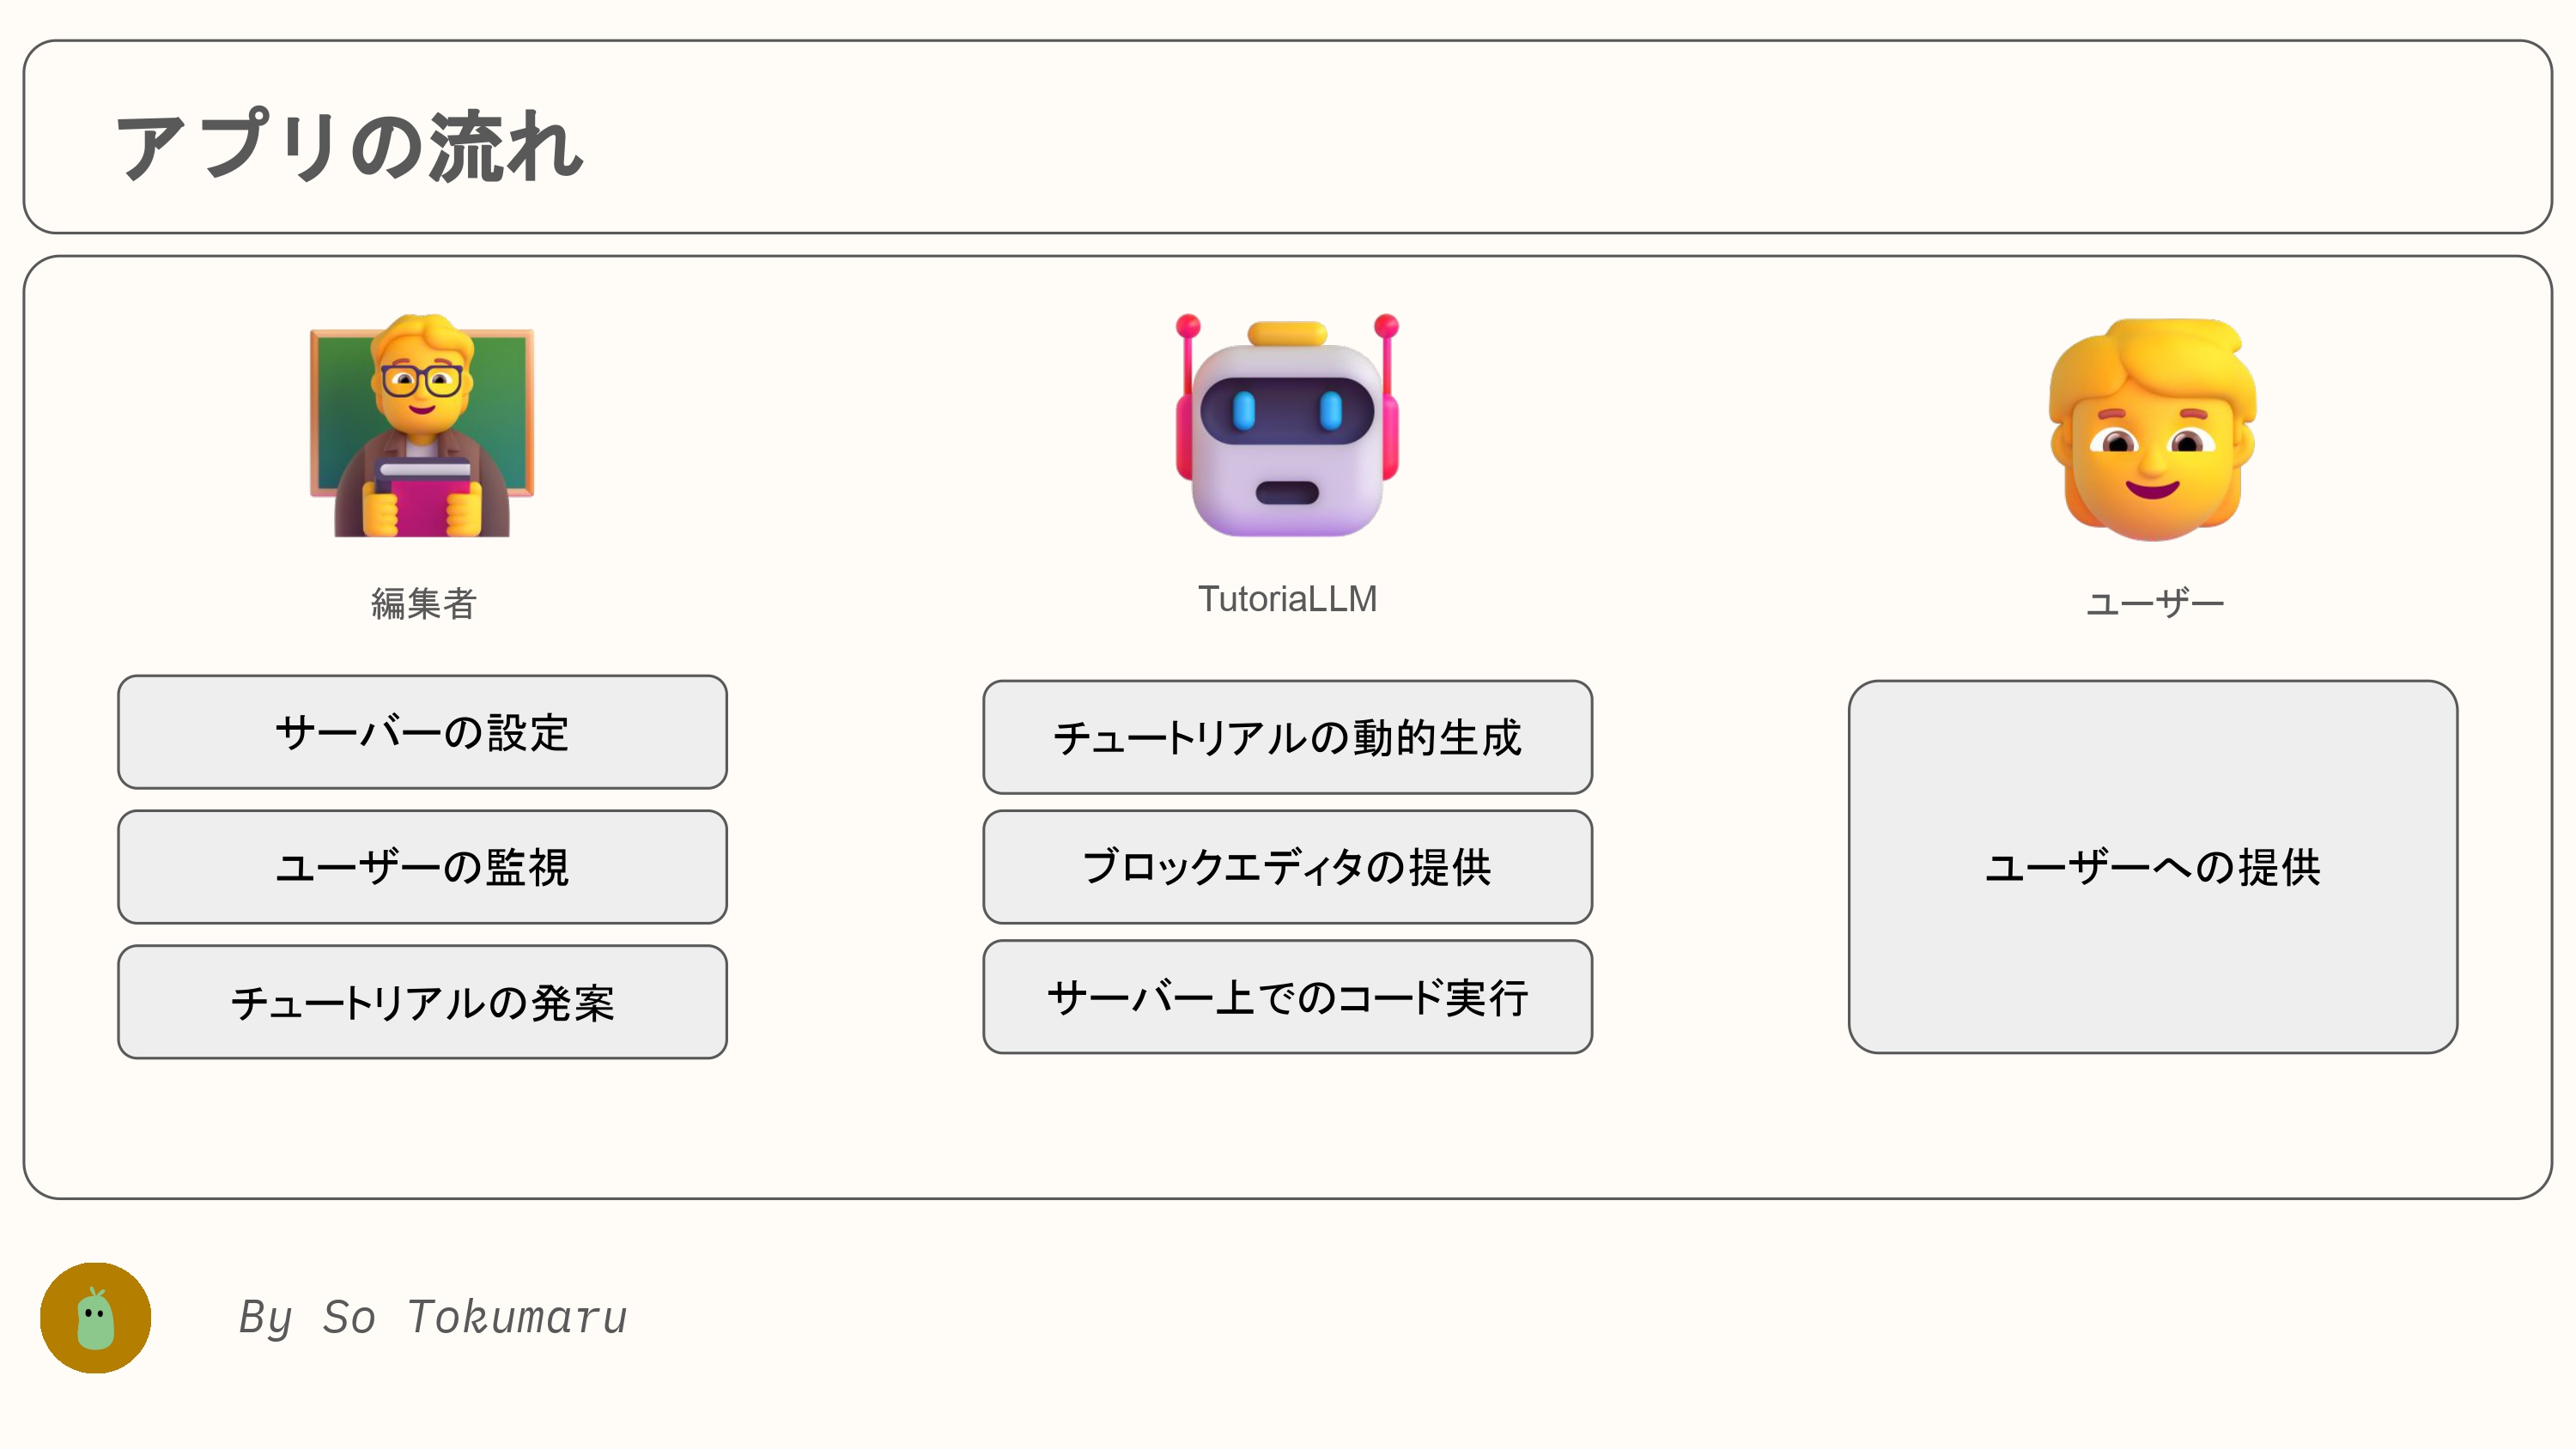 アプリの流れ
編集者
サーバーの設定
ユーザーの監視
チュートリアルの発案
TutoriaLLM
チュートリアルの動的生成
ブロックエディタの提供
サーバー上でのコード実行
ユーザー
ユーザーへの提供
By So Tokumaru